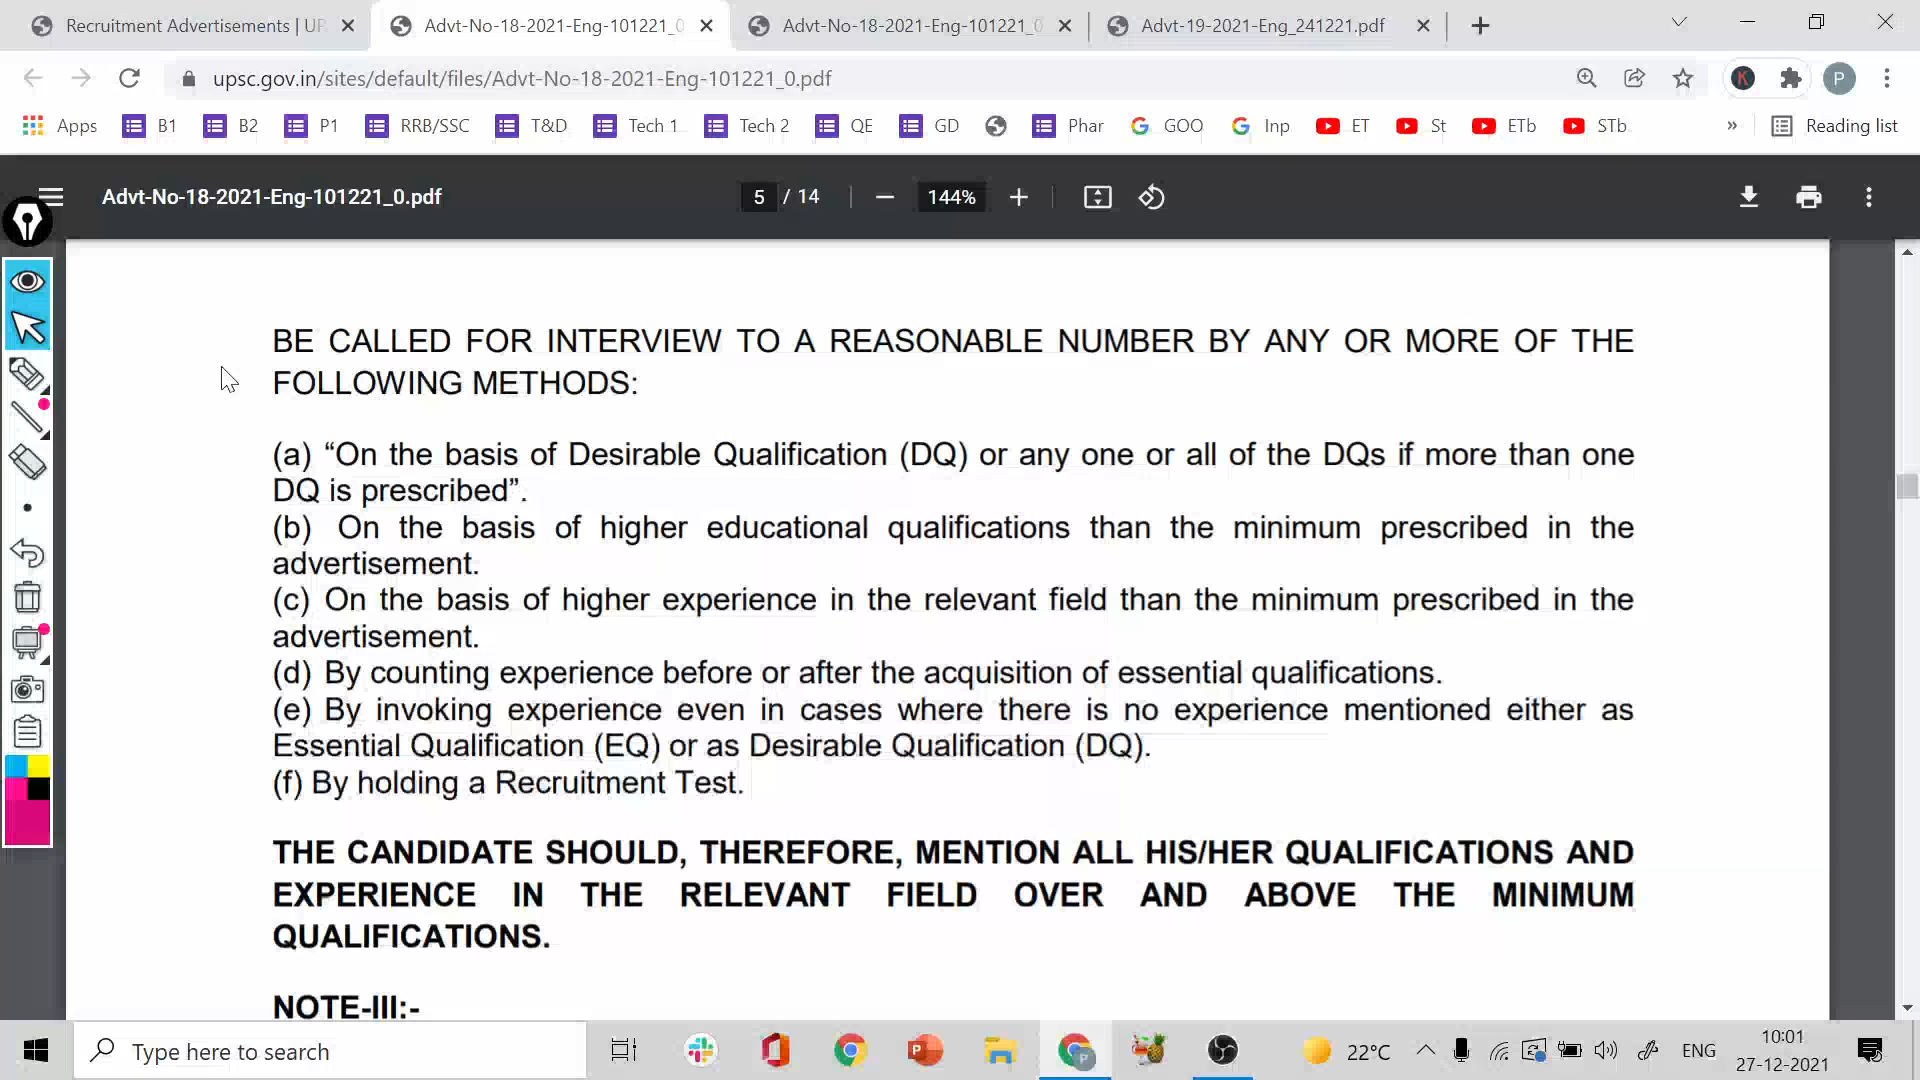 Recruitment Advertisements | UP
Advt-No-18-2021-Eng-101221_0
Advt-No-18-2021-Eng-101221_0
Advt-19-2021-Eng_241221.pdf
upsc.gov.in/sites/default/files/Advt-No-18-2021-Eng-101221_0.pdf
K
P
Apps B1 B2 P1 RRB/SSC T&D Tech 1 Tech 2 QE GD Phar GOO Inp ET St ETb STb » Reading list
Advt-No-18-2021-Eng-101221_0.pdf 5 / 14 144%
BE CALLED FOR INTERVIEW TO A REASONABLE NUMBER BY ANY OR MORE OF THE
FOLLOWING METHODS:
(a) “On the basis of Desirable Qualification (DQ) or any one or all of the DQs if more than one
DQ is prescribed”.
(b) On the basis of higher educational qualifications than the minimum prescribed in the
advertisement.
(c) On the basis of higher experience in the relevant field than the minimum prescribed in the
advertisement.
(d) By counting experience before or after the acquisition of essential qualifications.
(e) By invoking experience even in cases where there is no experience mentioned either as
Essential Qualification (EQ) or as Desirable Qualification (DQ).
(f) By holding a Recruitment Test.
THE CANDIDATE SHOULD, THEREFORE, MENTION ALL HIS/HER QUALIFICATIONS AND
EXPERIENCE IN THE RELEVANT FIELD OVER AND ABOVE THE MINIMUM
QUALIFICATIONS.
NOTE-III:-
Type here to search
22°C
ENG
10:01
27-12-2021